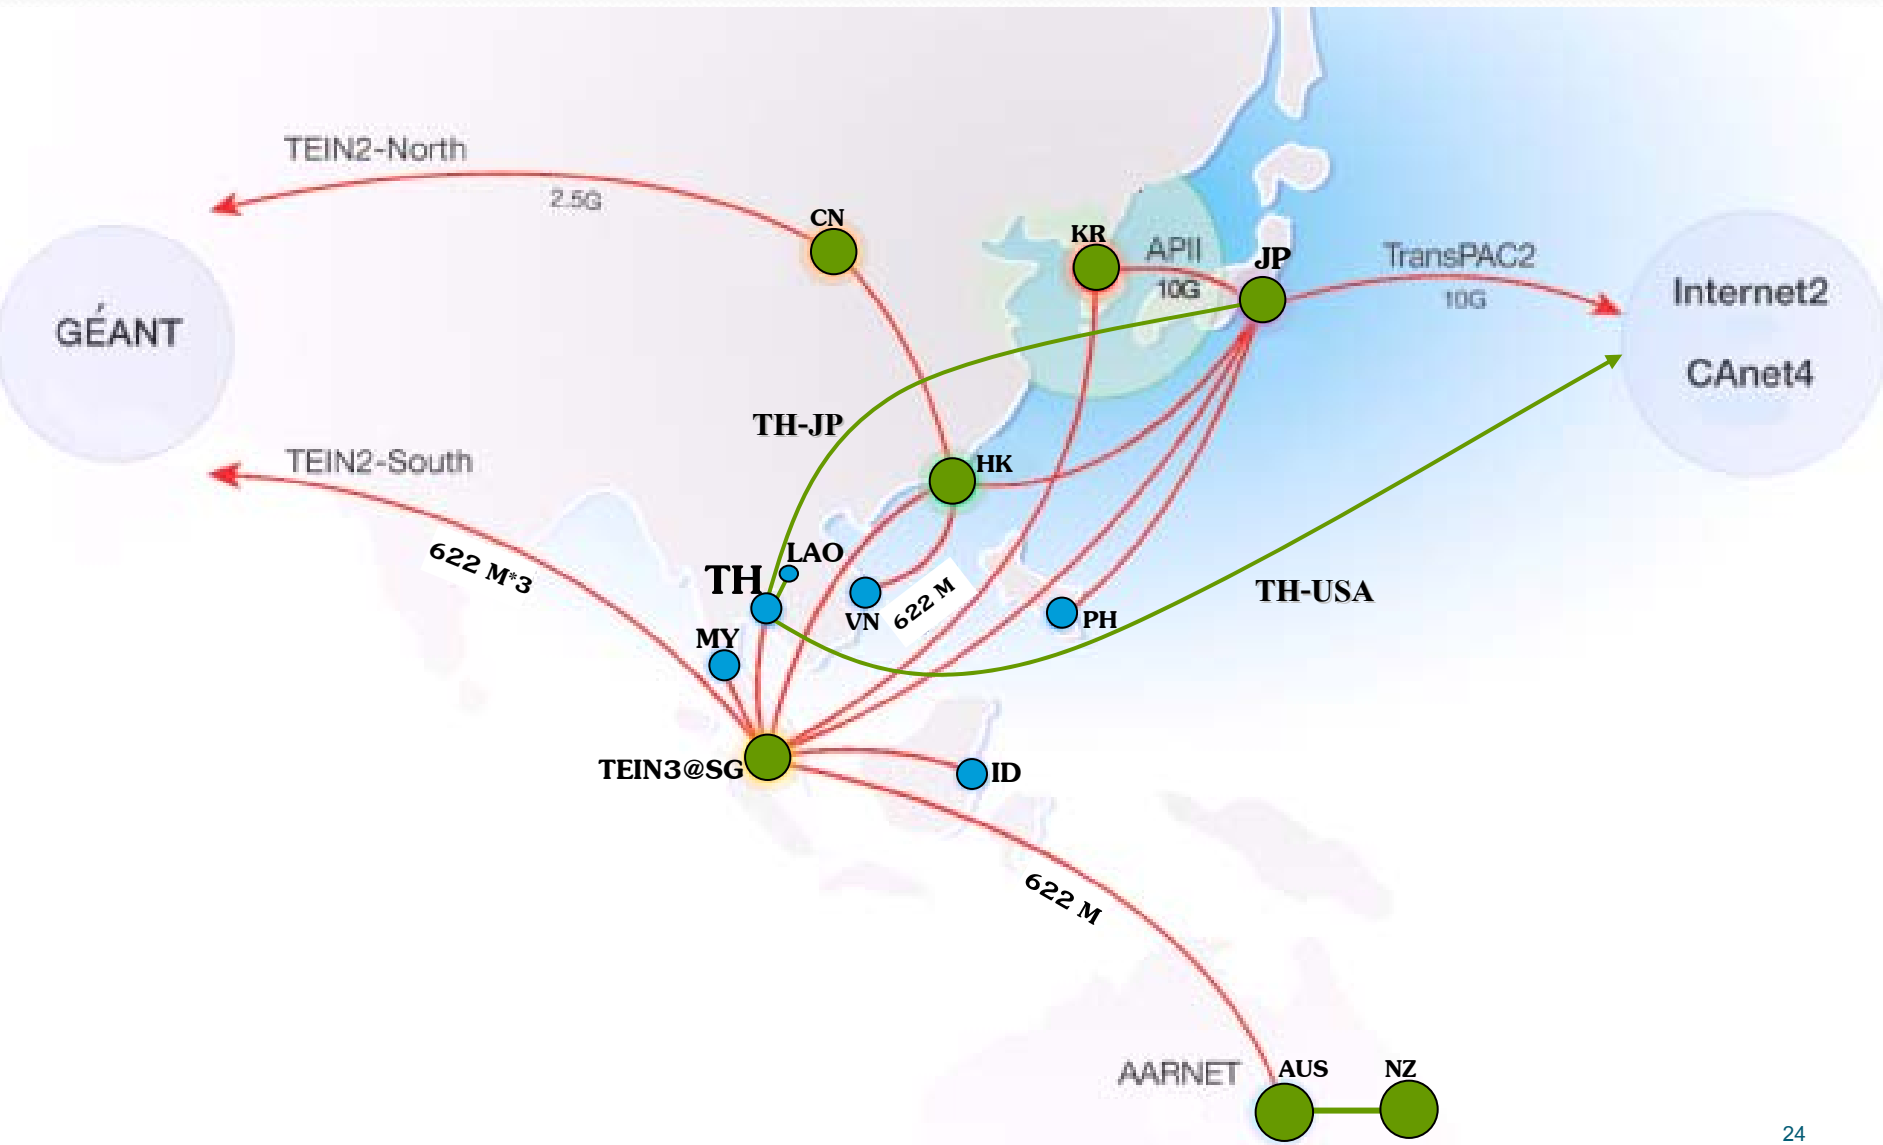 TEIN2-North
2.5G
CN
KR
APII
10G
JP
TransPAC2
10G
GÉANT
Internet2
CAnet4
TH-JP
TEIN2-South
HK
622 M*3
LAO
TH
VN
622 M
PH
TH-USA
MY
TEIN3@SG
ID
622 M
AARNET
AUS
NZ
24